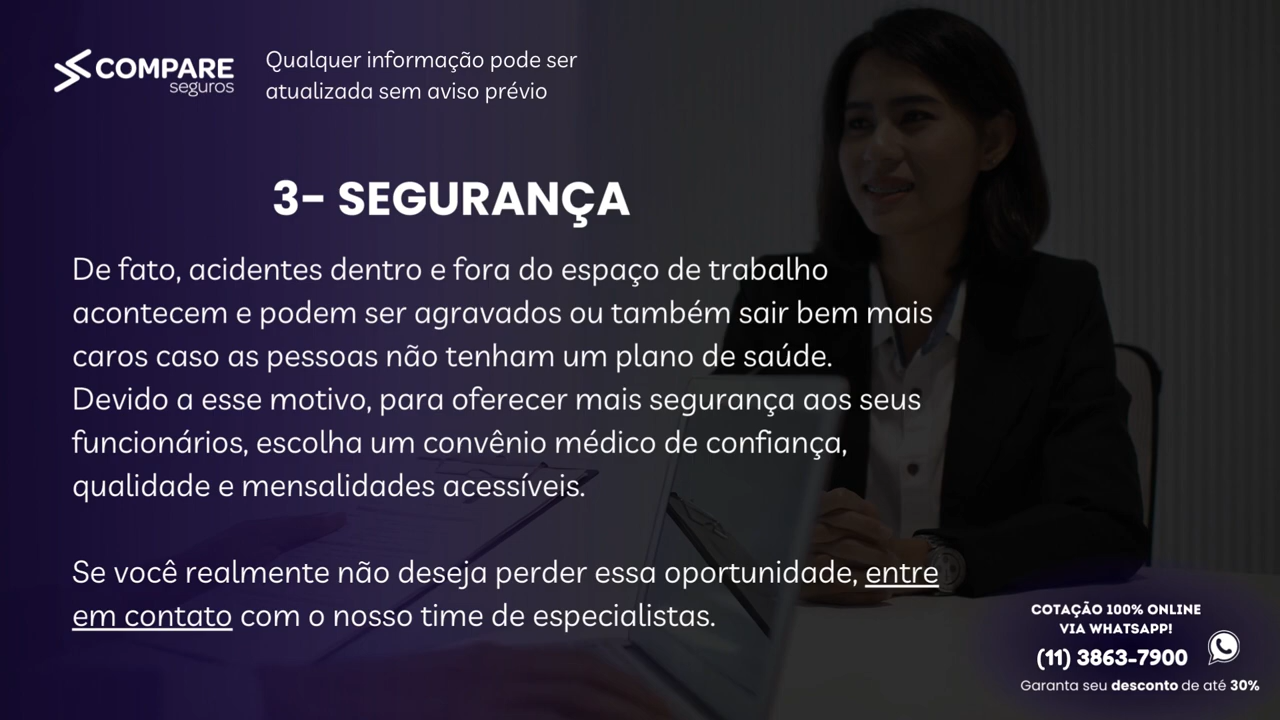 COMPARE
seguros
Qualquer informação pode ser
atualizada sem aviso prévio
3- SEGURANÇA
De fato, acidentes dentro e fora do espaço de trabalho
acontecem e podem ser agravados ou também sair bem mais
caros caso as pessoas não tenham um plano de saúde.
Devido a esse motivo, para oferecer mais segurança aos seus
funcionários, escolha um convênio médico de confiança,
qualidade e mensalidades acessíveis.
Se você realmente não deseja perder essa oportunidade, entre
em contato com o nosso time de especialistas.
COTAÇÃO 100% ONLINE
VIA WHATSAPP!
(11) 3863-7900
Garanta seu desconto de até 30%